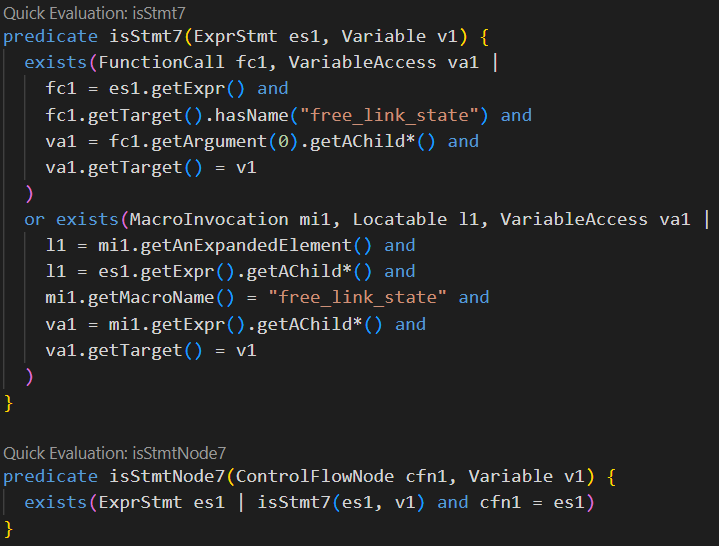 Quick Evaluation: isStmt7
predicate isStmt7(ExprStmt es1, Variable v1) {
  exists(FunctionCall fc1, VariableAccess va1 |
    fc1 = es1.getExpr() and
    fc1.getTarget().hasName("free_link_state") and
    va1 = fc1.getArgument(0).getAChild*() and
    va1.getTarget() = v1
  )
  or exists(MacroInvocation mi1, Locatable l1, VariableAccess va1 |
    l1 = mi1.getAnExpandedElement() and
    l1 = es1.getExpr().getAChild*() and
    mi1.getMacroName() = "free_link_state" and
    va1 = mi1.getExpr().getAChild*() and
    va1.getTarget() = v1
  )
}
Quick Evaluation: isStmtNode7
predicate isStmtNode7(ControlFlowNode cfn1, Variable v1) {
  exists(ExprStmt es1 | isStmt7(es1, v1) and cfn1 = es1)
}